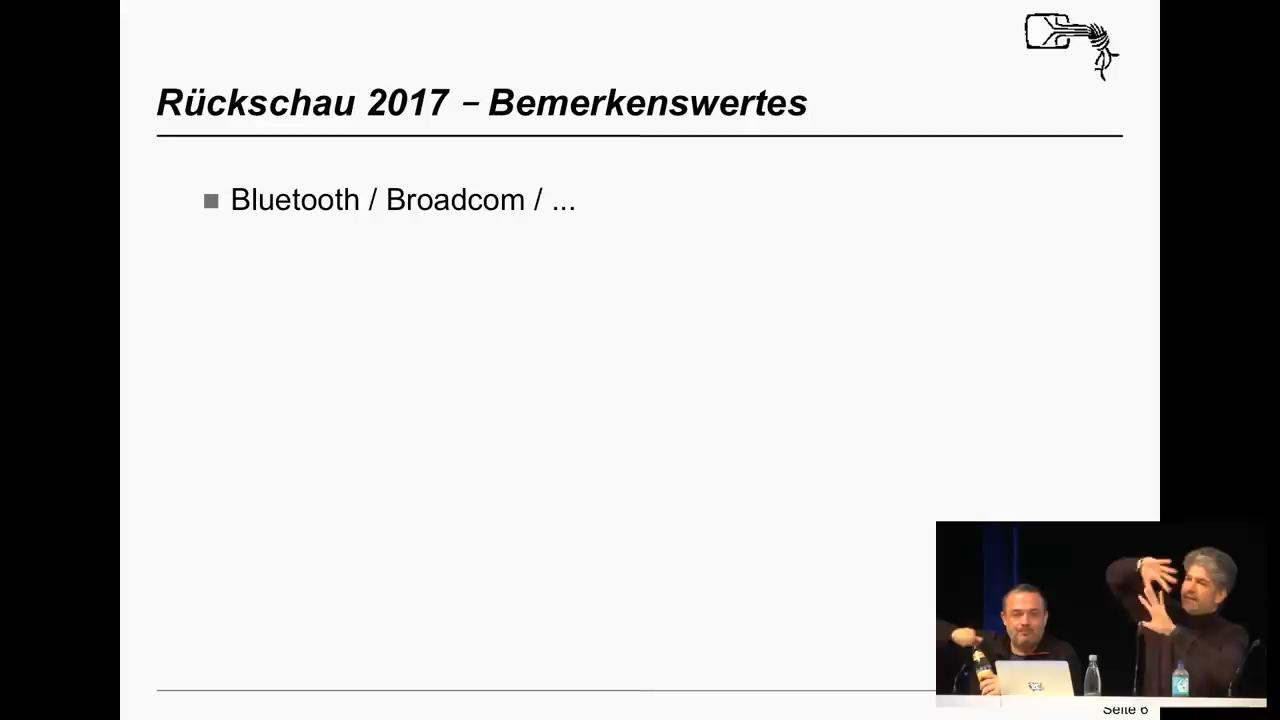 Rückschau 2017 – Bemerkenswertes
Bluetooth / Broadcom / ...
Seite 6